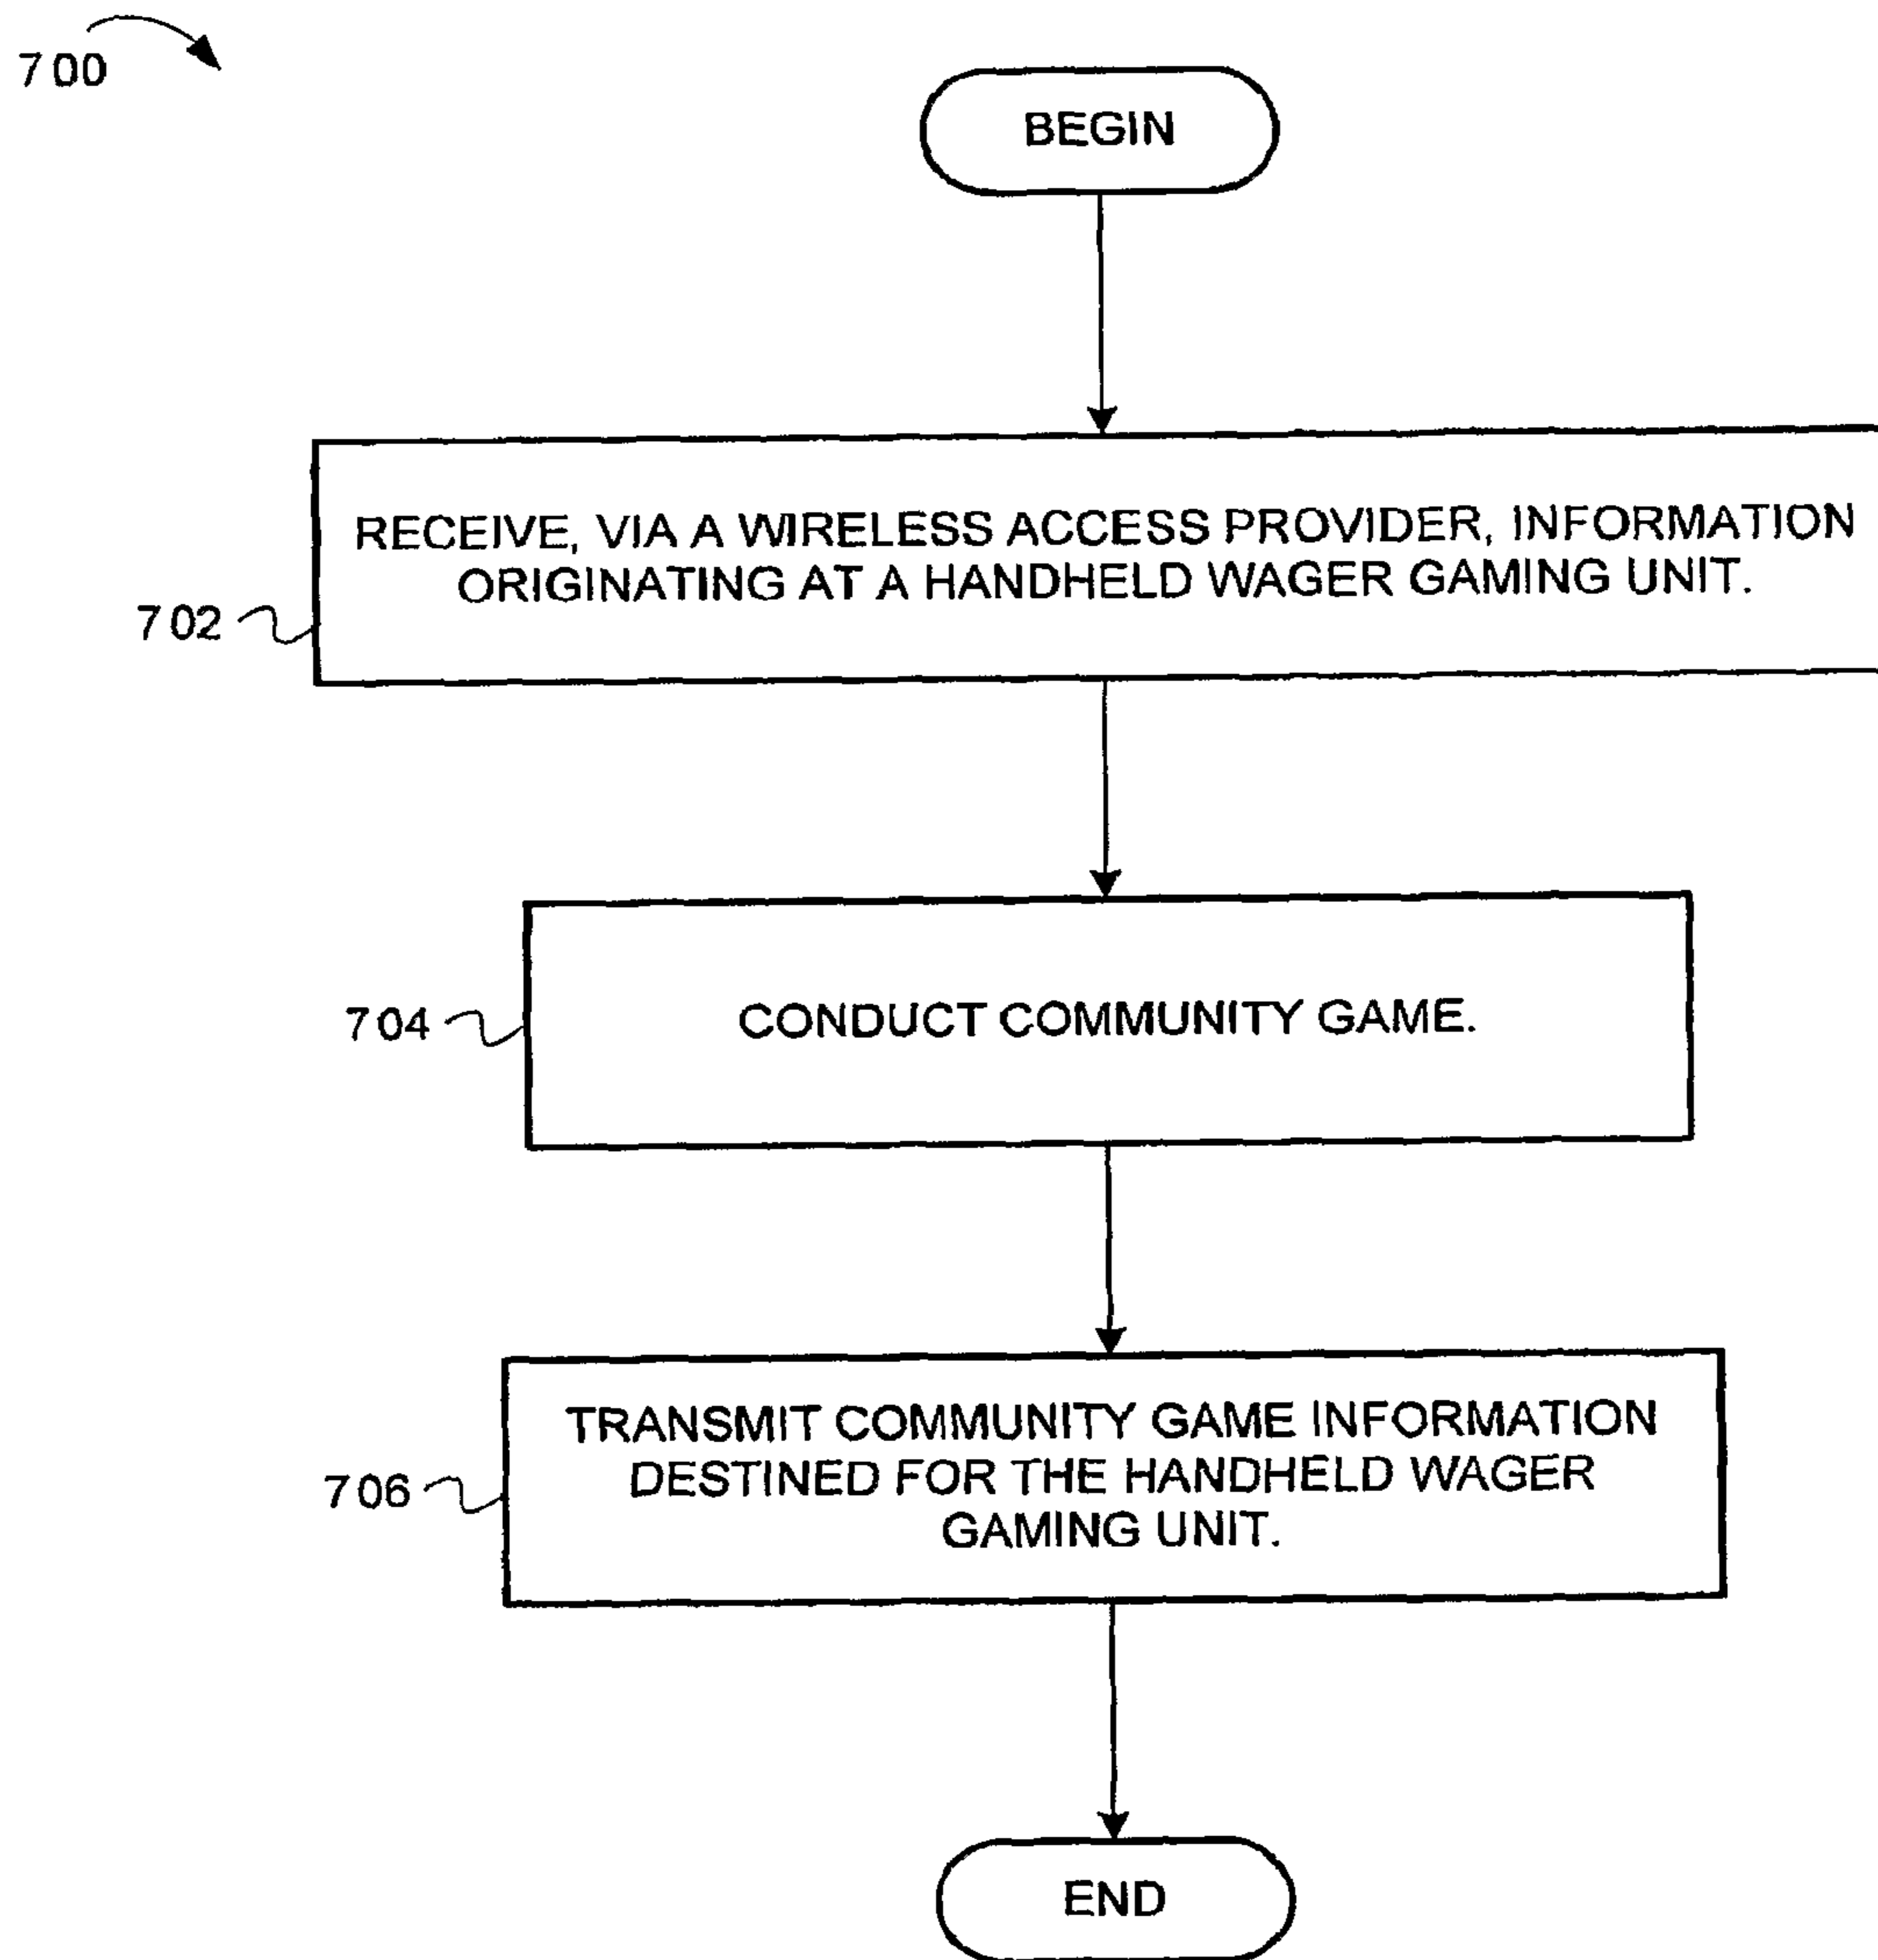 700
BEGIN
RECEIVE, VIA A WIRELESS ACCESS PROVIDER, INFORMATION
ORIGINATING AT A HANDHELD WAGER GAMING UNIT.
702
CONDUCT COMMUNITY GAME.
704
TRANSMIT COMMUNITY GAME INFORMATION
DESTINED FOR THE HANDHELD WAGER
GAMING UNIT.
706
END